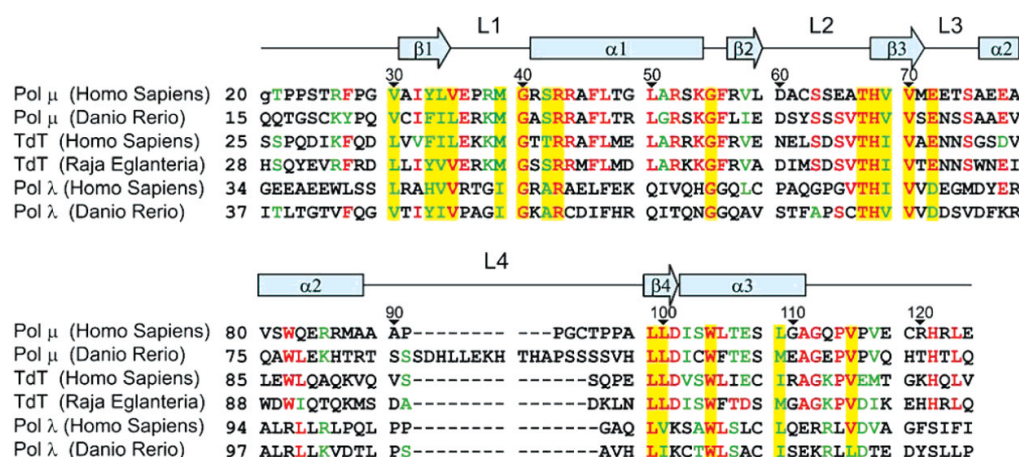 L1 L2 L3
β1 α1 β2 β3 α2
30 40 50 60 70
Pol μ (Homo Sapiens) 20 gTPPSTRFPG VAIYLVEPRM GRSRRAFLTG LARSKGFRVL DACSSEATHV VMEETSAEEA
Pol μ (Danio Rerio) 15 QQTGSCKYPQ VCIFILERKM GASRRAFLTN LGRSKGFLIE DSYSSSVTHV VSENSSAAEV
TdT (Homo Sapiens) 25 SSPQDIKFQD LVVFILEKKM GTTRRAFLME LARRKGFRVE NELSDSVTHI VAENNSGSDV
TdT (Raja Eglanteria) 28 HSQYEVRFRD LLIYVVERKM GSSRRMFLMD LARRKGFRVA DIMSDSVTHI VTENNSWNEI
Pol λ (Homo Sapiens) 34 GEEAEEWLSS LRAHVVRTGI GRARAELFEK QIVQHGGQLC PAQGPGVTHI VVDEGMDYER
Pol λ (Danio Rerio) 37 ITLTGTVFQG VTIYIVPAGI GKARCDIFHR QITQNGGQAV STFAPSCTHV VVDDSVDFKR
L4
α2 β4 α3
90 100 110 120
Pol μ (Homo Sapiens) 80 VSWQERRMAA AP-------- ---PGCTPPA LLDISWLTES LGAGQPVPVE CRHRLE
Pol μ (Danio Rerio) 75 QAWLEKHTRT SSSDHLLEKH THAPSSSSVH LLDICWFTES MEAGEPVPVQ HTHTLQ
TdT (Homo Sapiens) 85 LEWLQAQKVQ VS-------- ------SQPE LLDVSWLIEC IRAGKPVEMT GKHQLV
TdT (Raja Eglanteria) 88 WDWIQTQKMS DA-------- ------DKLN LLDISWFTDS MGAGKPVDIK EHHRLV
Pol λ (Homo Sapiens) 94 ALRLLRLPQL PP-------- -------GAQ LVKSAWLSLC LQERRLVDVA GFSIFI
Pol λ (Danio Rerio) 97 ALRLLKVDTL PS-------- -------AVH LIKCTWLSAC ISEKRLLDTE DYSLLP